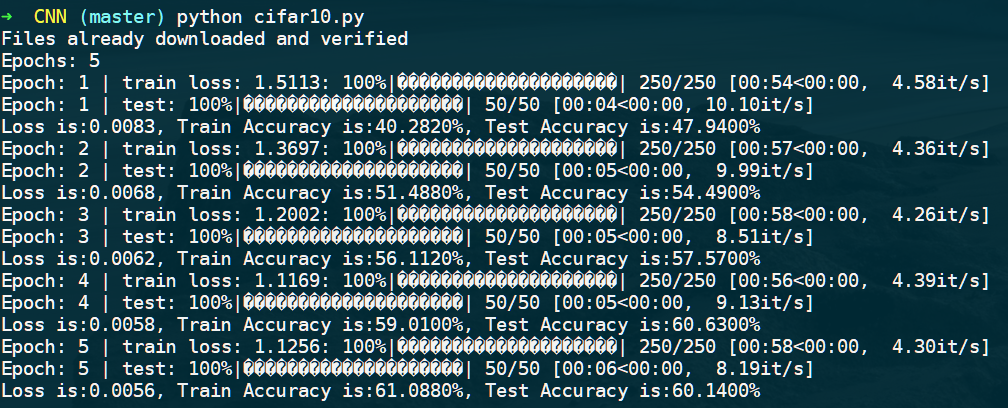 ➜ CNN (master) python cifar10.py
Files already downloaded and verified
Epochs: 5
Epoch: 1 | train loss: 1.5113: 100%|����������������������| 250/250 [00:54<00:00,  4.58it/s]
Epoch: 1 | test: 100%|����������������������| 50/50 [00:04<00:00, 10.10it/s]
Loss is:0.0083, Train Accuracy is:40.2820%, Test Accuracy is:47.9400%
Epoch: 2 | train loss: 1.3697: 100%|����������������������| 250/250 [00:57<00:00,  4.36it/s]
Epoch: 2 | test: 100%|����������������������| 50/50 [00:05<00:00,  9.99it/s]
Loss is:0.0068, Train Accuracy is:51.4880%, Test Accuracy is:54.4900%
Epoch: 3 | train loss: 1.2002: 100%|����������������������| 250/250 [00:58<00:00,  4.26it/s]
Epoch: 3 | test: 100%|����������������������| 50/50 [00:05<00:00,  8.51it/s]
Loss is:0.0062, Train Accuracy is:56.1120%, Test Accuracy is:57.5700%
Epoch: 4 | train loss: 1.1169: 100%|����������������������| 250/250 [00:56<00:00,  4.39it/s]
Epoch: 4 | test: 100%|����������������������| 50/50 [00:05<00:00,  9.13it/s]
Loss is:0.0058, Train Accuracy is:59.0100%, Test Accuracy is:60.6300%
Epoch: 5 | train loss: 1.1256: 100%|����������������������| 250/250 [00:58<00:00,  4.30it/s]
Epoch: 5 | test: 100%|����������������������| 50/50 [00:06<00:00,  8.19it/s]
Loss is:0.0056, Train Accuracy is:61.0880%, Test Accuracy is:60.1400%